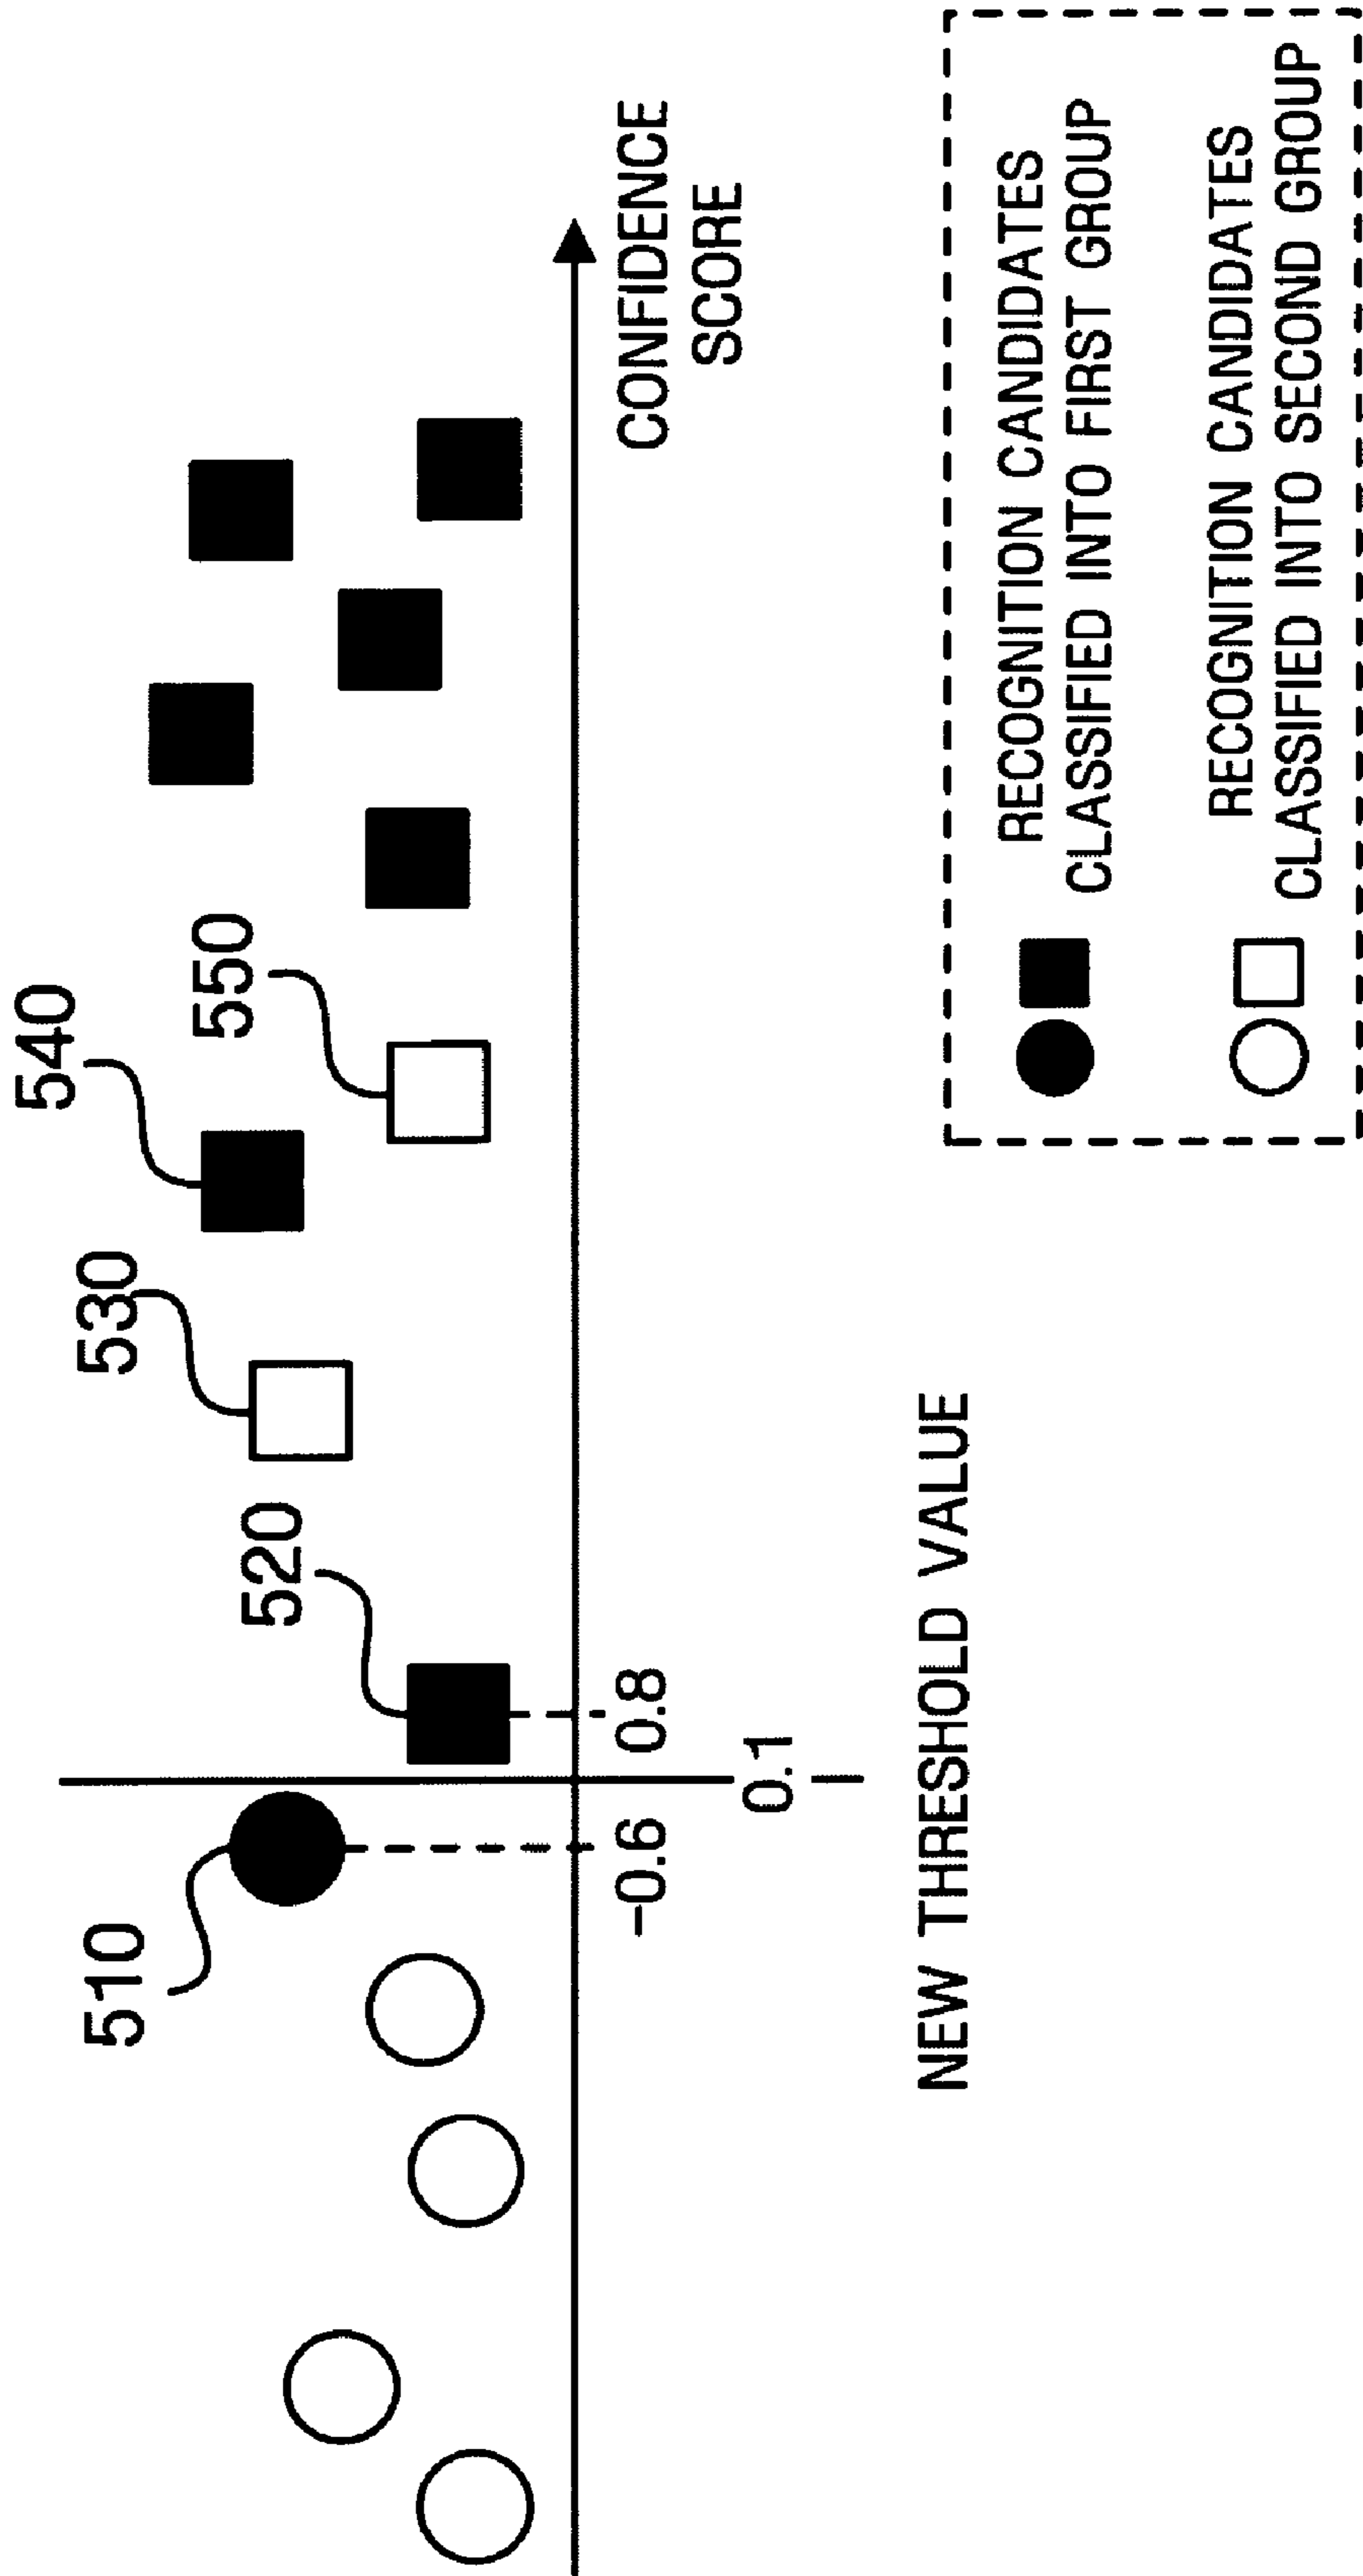 540
550
530
520
510
CONFIDENCE
SCORE
-0.6
0.8
0.1
NEW THRESHOLD VALUE
RECOGNITION CANDIDATES
CLASSIFIED INTO FIRST GROUP
RECOGNITION CANDIDATES
CLASSIFIED INTO SECOND GROUP